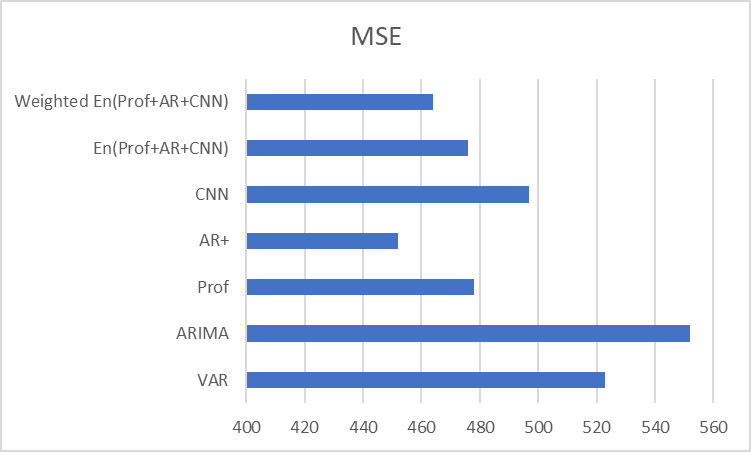 MSE
Weighted En(Prof+AR+CNN)
En(Prof+AR+CNN)
CNN
AR+
Prof
ARIMA
VAR
400 420 440 460 480 500 520 540 560